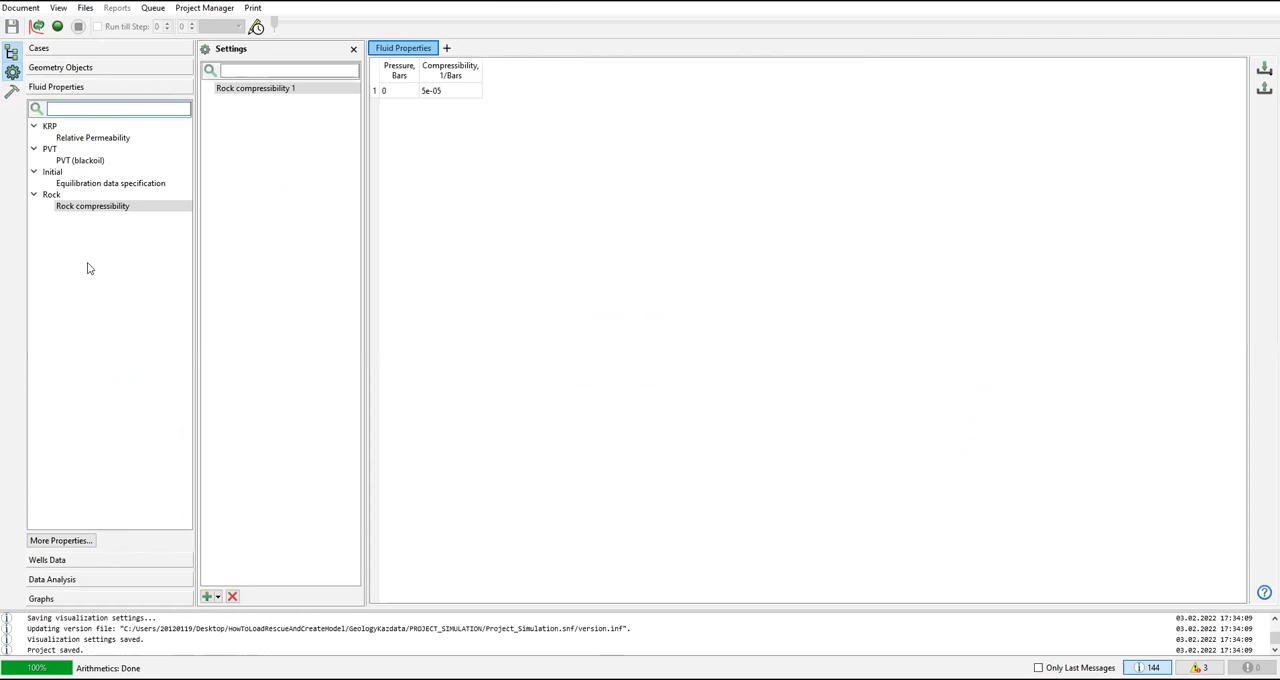 Document View Files Reports Queue Project Manager Print
Run till Step: 0 0
Cases
Geometry Objects
Fluid Properties
KRP
Relative Permeability
PVT
PVT (blackoil)
Initial
Equilibration data specification
Rock
Rock compressibility
More Properties...
Wells Data
Data Analysis
Graphs
Settings
Rock compressibility 1
Fluid Properties
Pressure, Bars Compressibility, 1/Bars
1 0 5e-05
Saving visualization settings... 03.02.2022 17:34:09
Updating version file: "C:/Users/20120119/Desktop/HowToLoadRescueAndCreateModel/GeologyKazdata/PROJECT_SIMULATION/Project_Simulation.snf/version.inf". 03.02.2022 17:34:09
Visualization settings saved. 03.02.2022 17:34:09
Project saved. 03.02.2022 17:34:09
100% Arithmetics: Done Only Last Messages 144 3 0